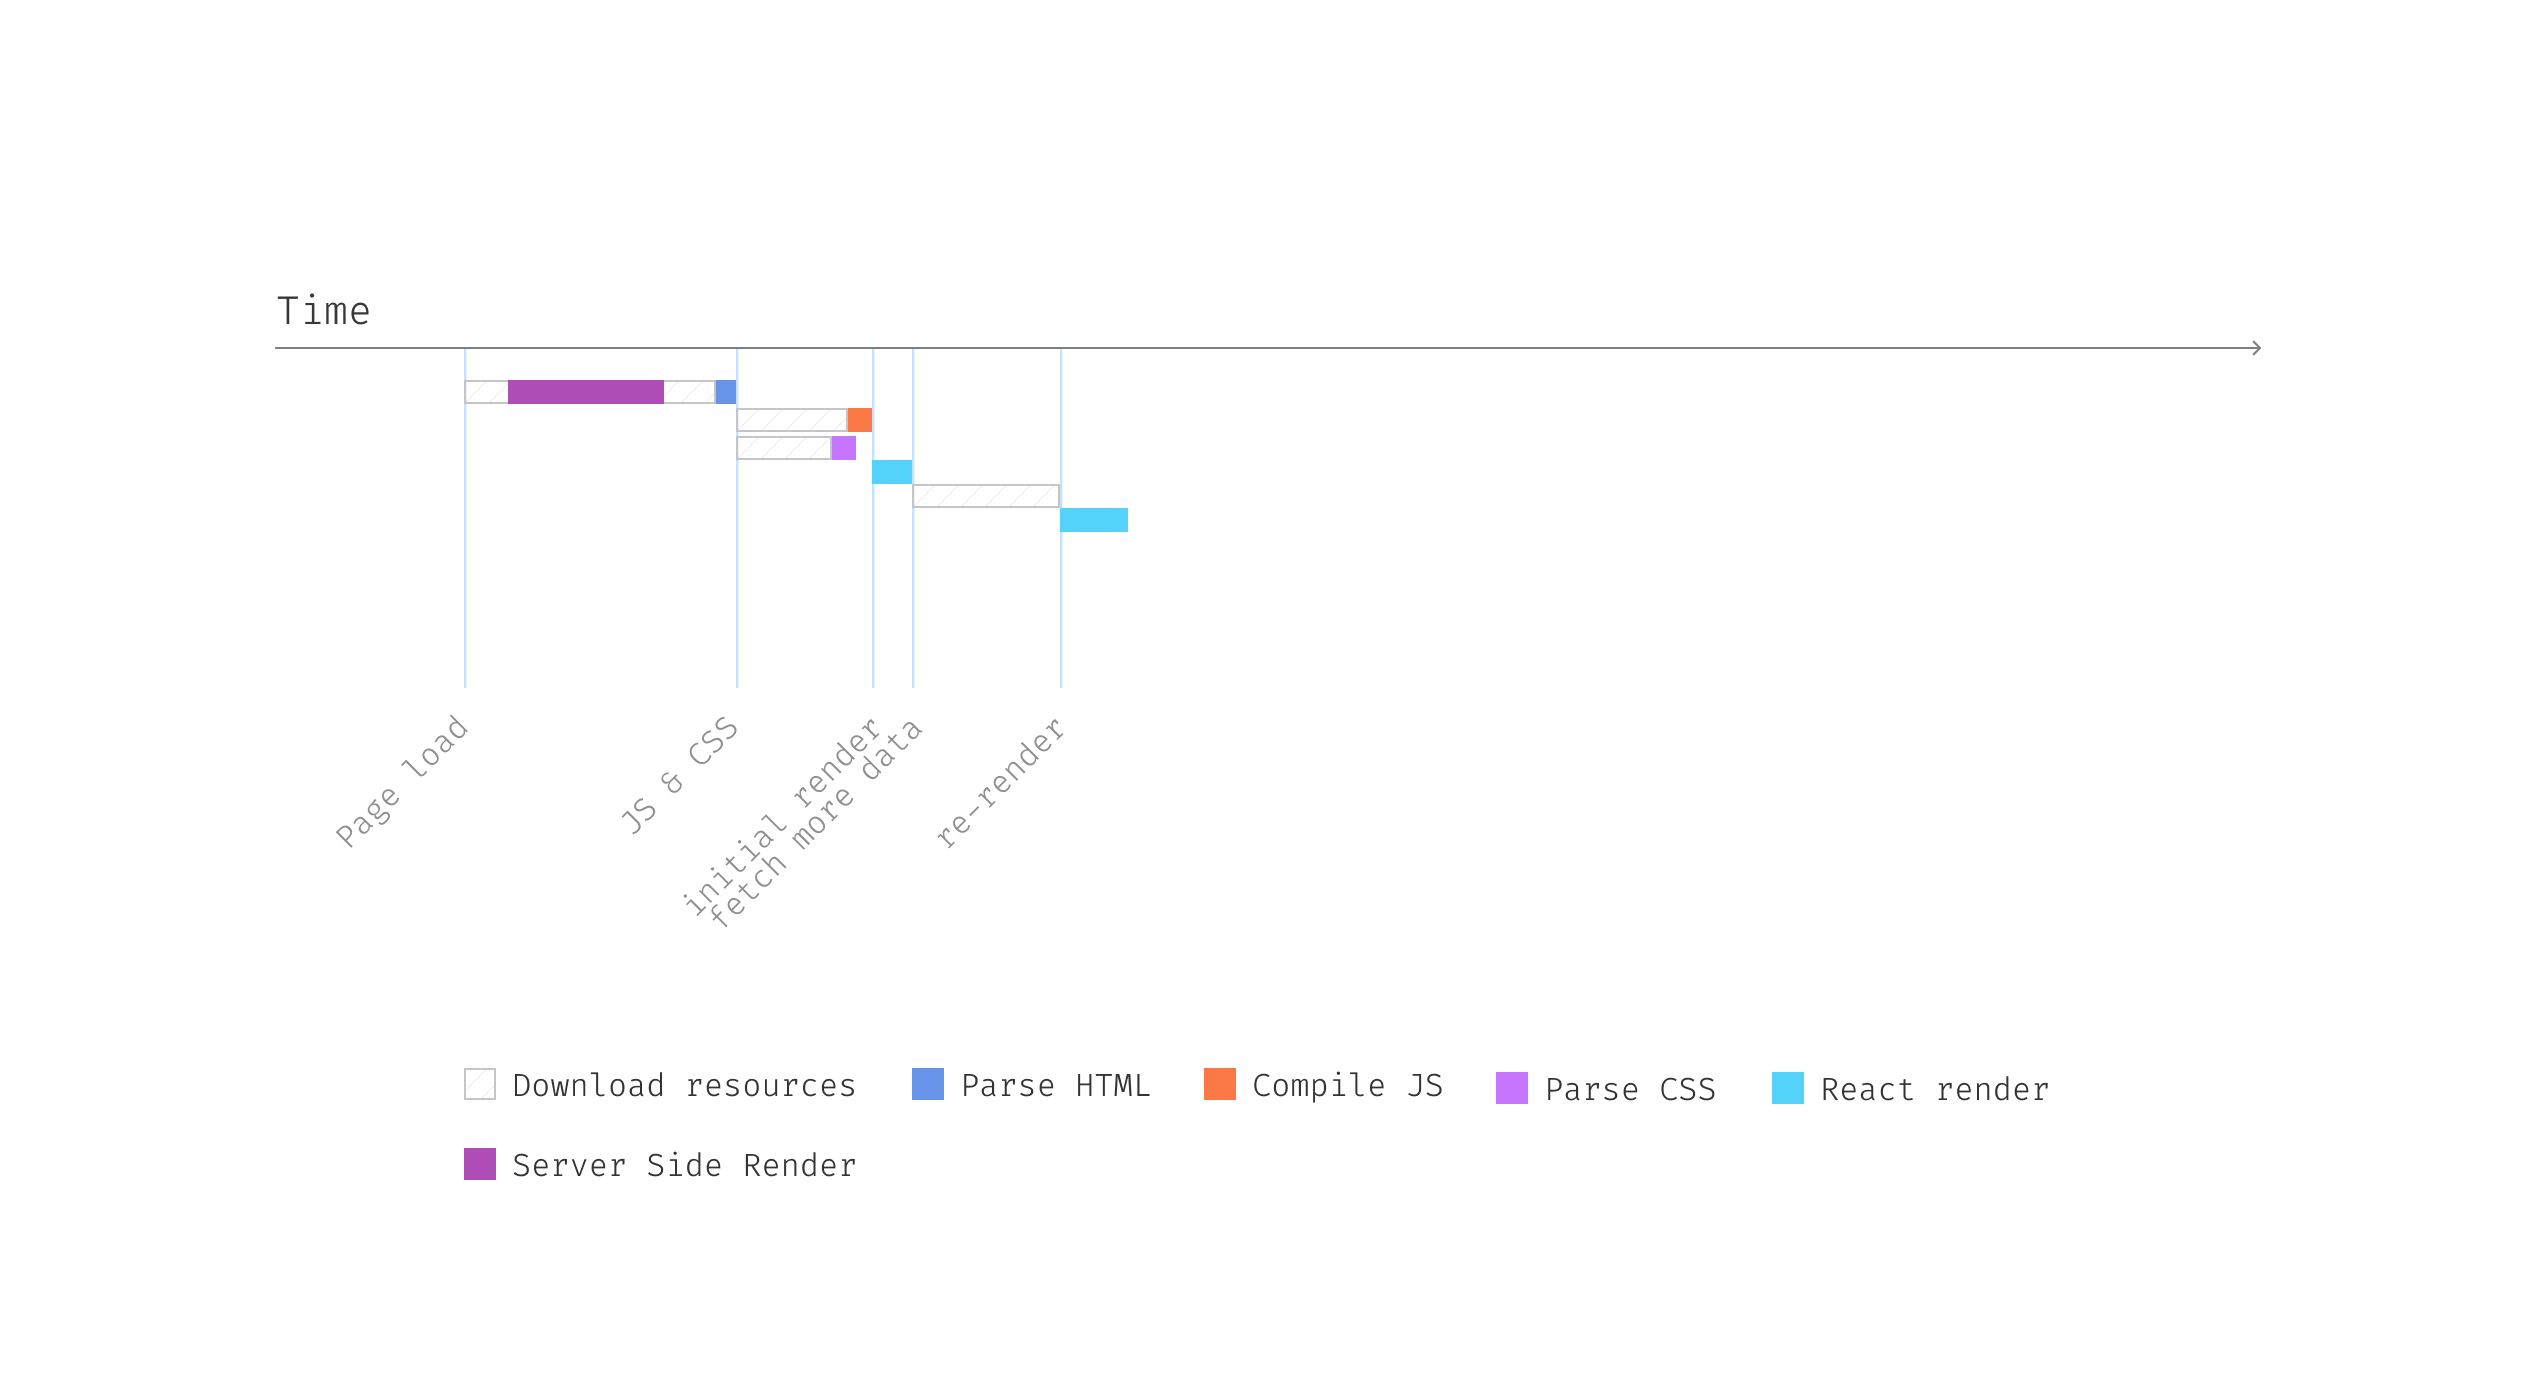 Time
Page load
JS & CSS
initial render
fetch more data
re-render
Download resources
Parse HTML
Compile JS
Parse CSS
React render
Server Side Render